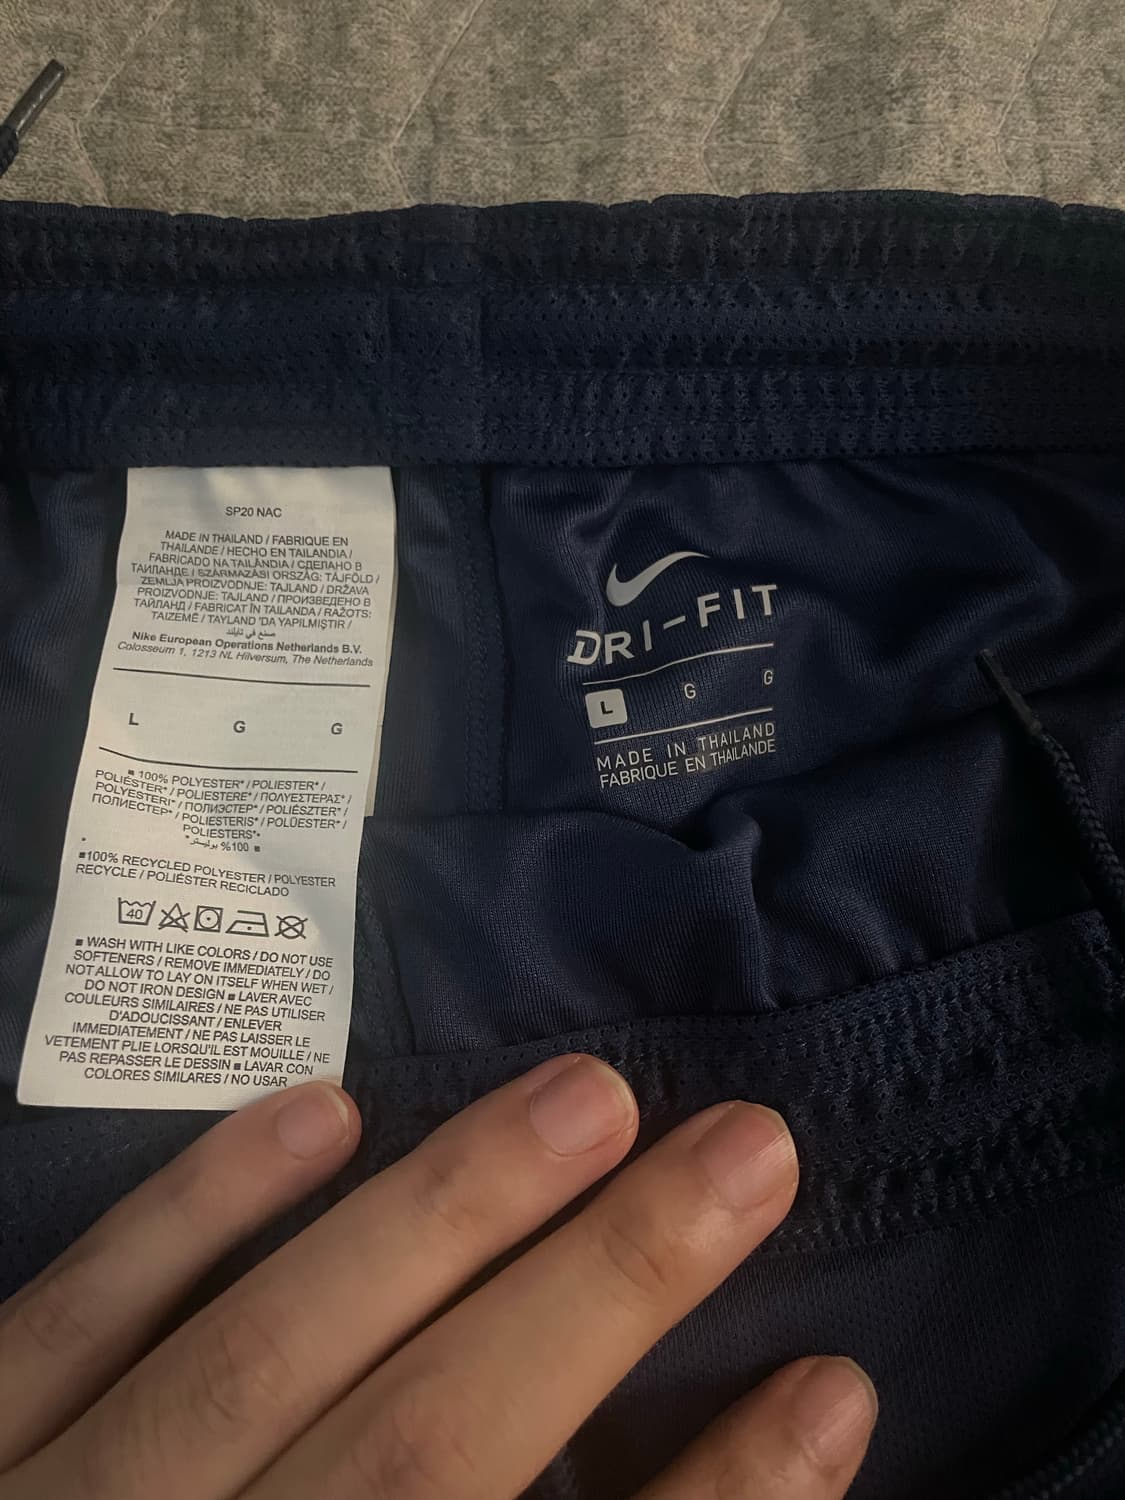 SP20 NAC
MADE IN THAILAND / FABRIQUE EN
THAILANDE / HECHO EN TAILANDIA /
FABRICADO NA TAILÂNDIA / СДЕЛАНО В
ТАИЛАНДЕ / SZÁRMAZÁSI ORSZÁG: TÁJFÖLD /
ZEMLJA PROIZVODNJE: TAJLAND / DRŽAVA
PROIZVODNJE: TAJLAND / ПРОИЗВЕДЕНО В
ТАЙЛАНД / FABRICAT ÎN TAILANDA / RAŽOTS:
TAIZEMĒ / TAYLAND 'DA YAPILMIŞTIR /
صنع في تايلند
Nike European Operations Netherlands B.V.
Colosseum 1, 1213 NL Hilversum, The Netherlands
L G G
■ 100% POLYESTER* / POLIESTER* /
POLIÉSTER* / POLIESTERE* / ΠΟΛΥΕΣΤΕΡΑΣ* /
POLYESTERI* / ПОЛИЭСТЕР* / POLIÉSZTER* /
ПОЛИЕСТЕР* / POLIESTERIS* / POLÜESTER* /
POLIESTERS*•
■ 100% بوليستر*
■100% RECYCLED POLYESTER / POLYESTER
RECYCLE / POLIÉSTER RECICLADO
40
■ WASH WITH LIKE COLORS / DO NOT USE
SOFTENERS / REMOVE IMMEDIATELY / DO
NOT ALLOW TO LAY ON ITSELF WHEN WET /
DO NOT IRON DESIGN ■ LAVER AVEC
COULEURS SIMILAIRES / NE PAS UTILISER
D'ADOUCISSANT / ENLEVER
IMMEDIATEMENT / NE PAS LAISSER LE
VETEMENT PLIE LORSQU'IL EST MOUILLE / NE
PAS REPASSER LE DESSIN ■ LAVAR CON
COLORES SIMILARES / NO USAR
DRI-FIT
L G G
MADE IN THAILAND
FABRIQUÉ EN THAILANDE